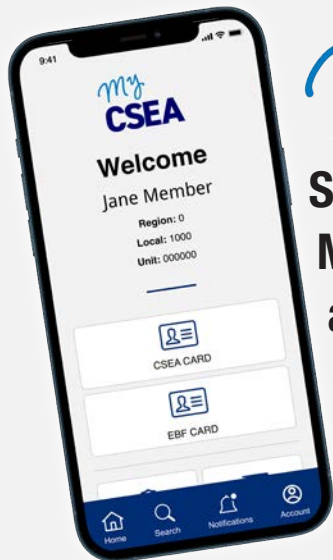 9:41
my
CSEA
Welcome
Jane Member
Region: 0
Local: 1000
Unit: 000000
CSEA CARD
EBF CARD
Home
Search
Notifications
Account